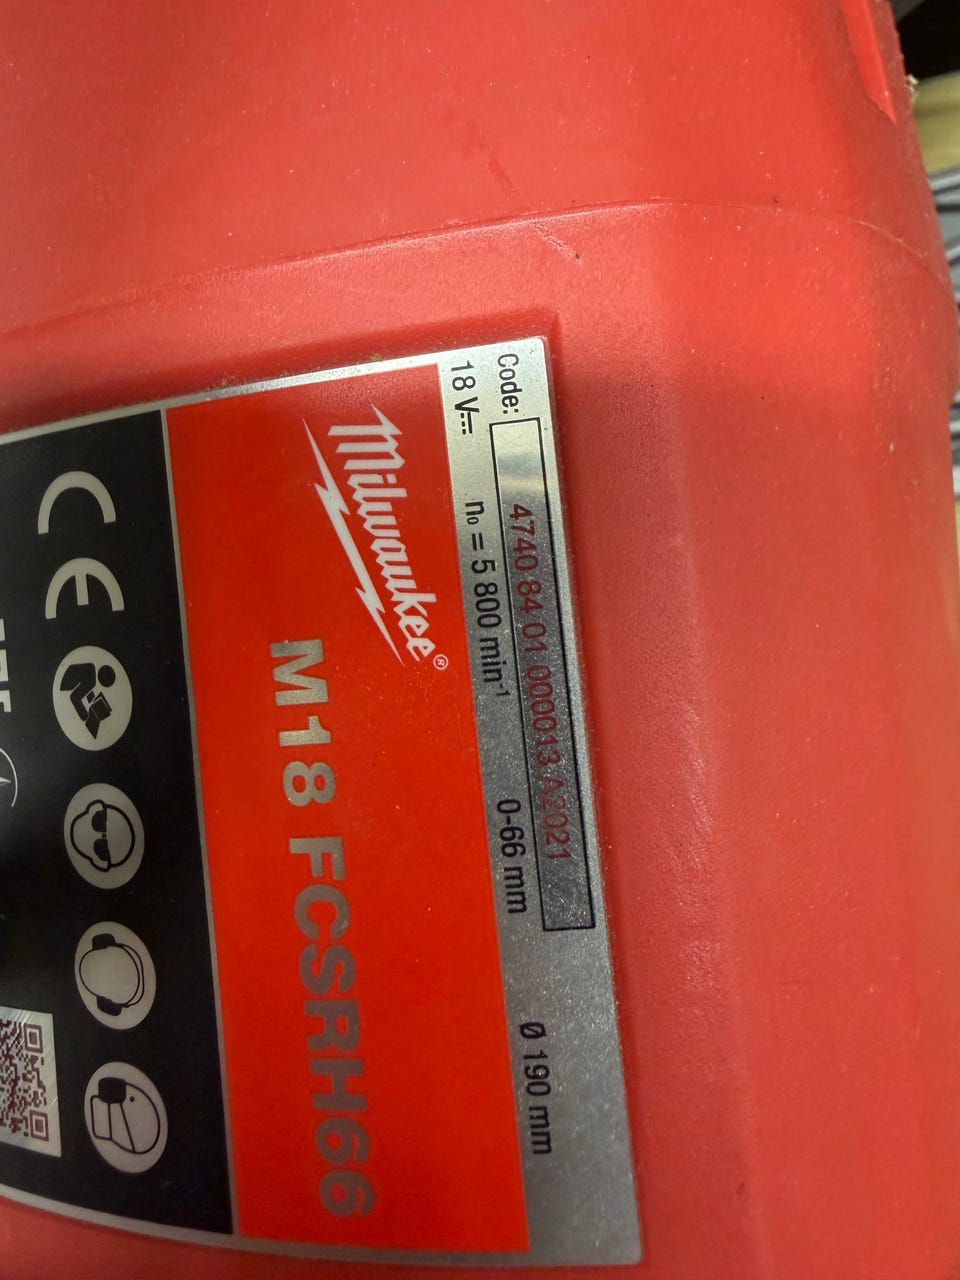 Code: 4740 84 01 000013 A2021
18 V n₀ = 5 800 min⁻¹ 0-66 mm Ø 190 mm
Milwaukee®
M18 FCSRH66
CE